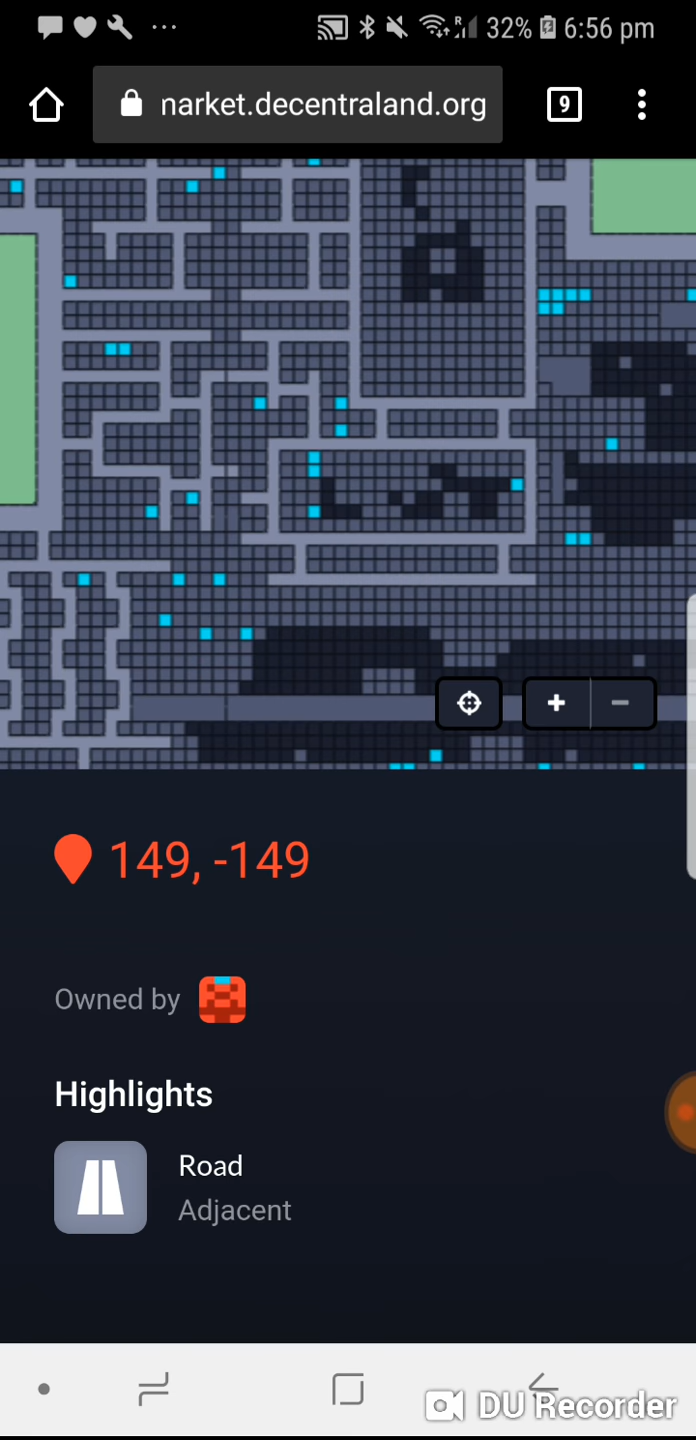 R 32% 6:56 pm
narket.decentraland.org 9
149, -149
Owned by
Highlights
Road
Adjacent
DU Recorder